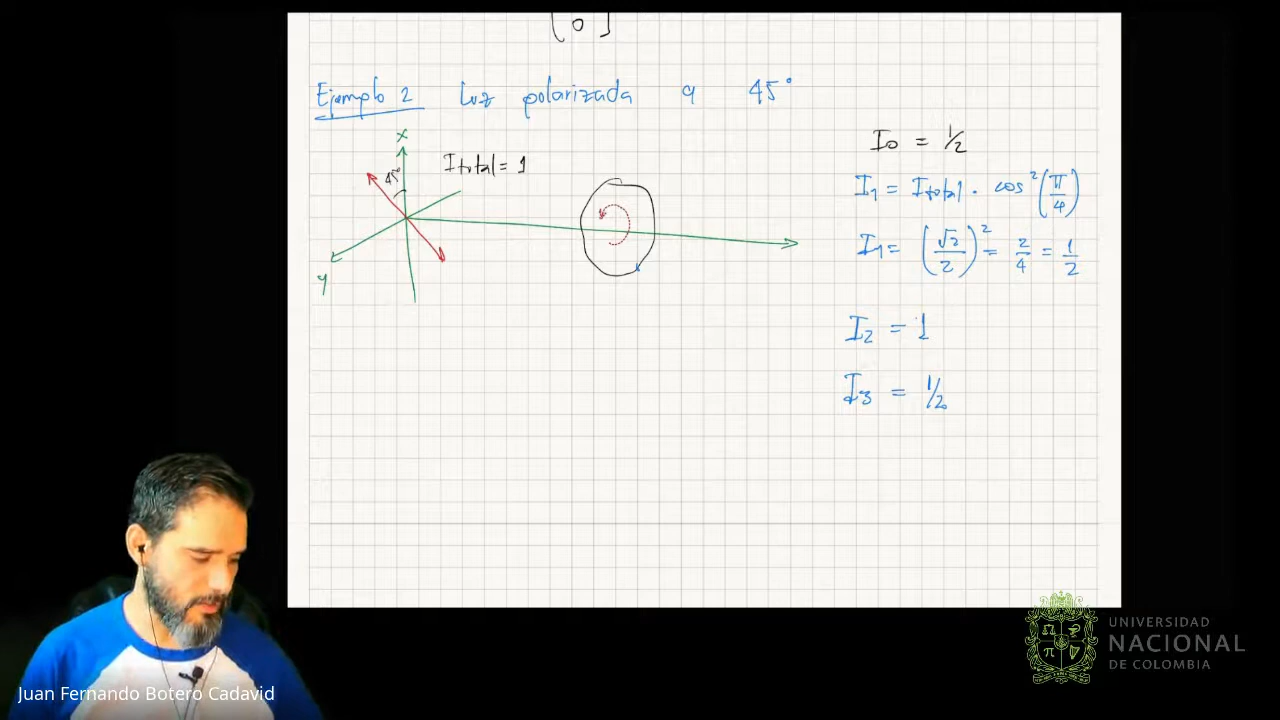 [0]
Ejemplo 2 Luz polarizada a 45°
x
45°
Itotal = 1
y
I0 = 1/2
I1 = Itotal · cos²(π/4)
I1 = (√2/2)² = 2/4 = 1/2
I2 = 1
I3 = 1/2
Juan Fernando Botero Cadavid
UNIVERSIDAD
NACIONAL
DE COLOMBIA